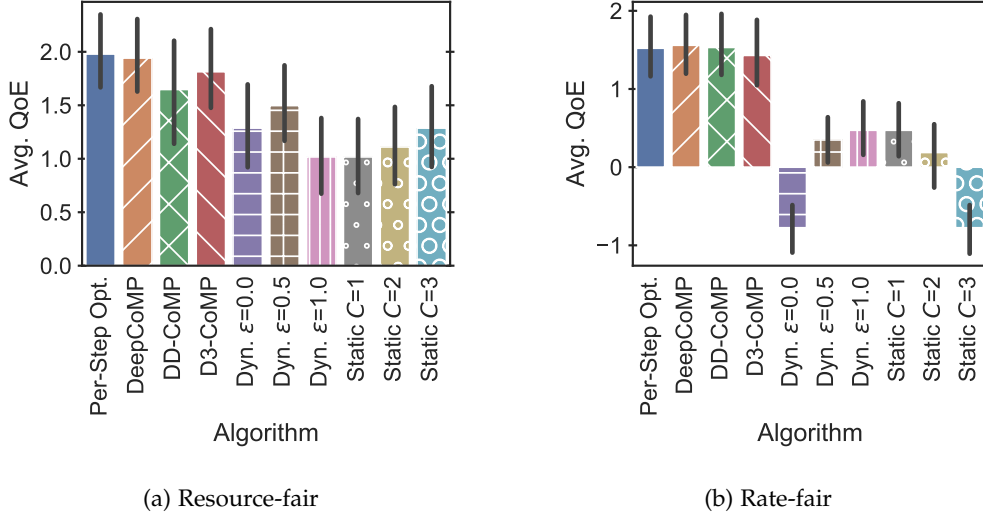 2.0
1.5
1.0
0.5
0.0
Avg. QoE
Per-Step Opt.
DeepCoMP
DD-CoMP
D3-CoMP
Dyn. ε=0.0
Dyn. ε=0.5
Dyn. ε=1.0
Static C=1
Static C=2
Static C=3
Algorithm
(a) Resource-fair
2
1
0
−1
Avg. QoE
Per-Step Opt.
DeepCoMP
DD-CoMP
D3-CoMP
Dyn. ε=0.0
Dyn. ε=0.5
Dyn. ε=1.0
Static C=1
Static C=2
Static C=3
Algorithm
(b) Rate-fair